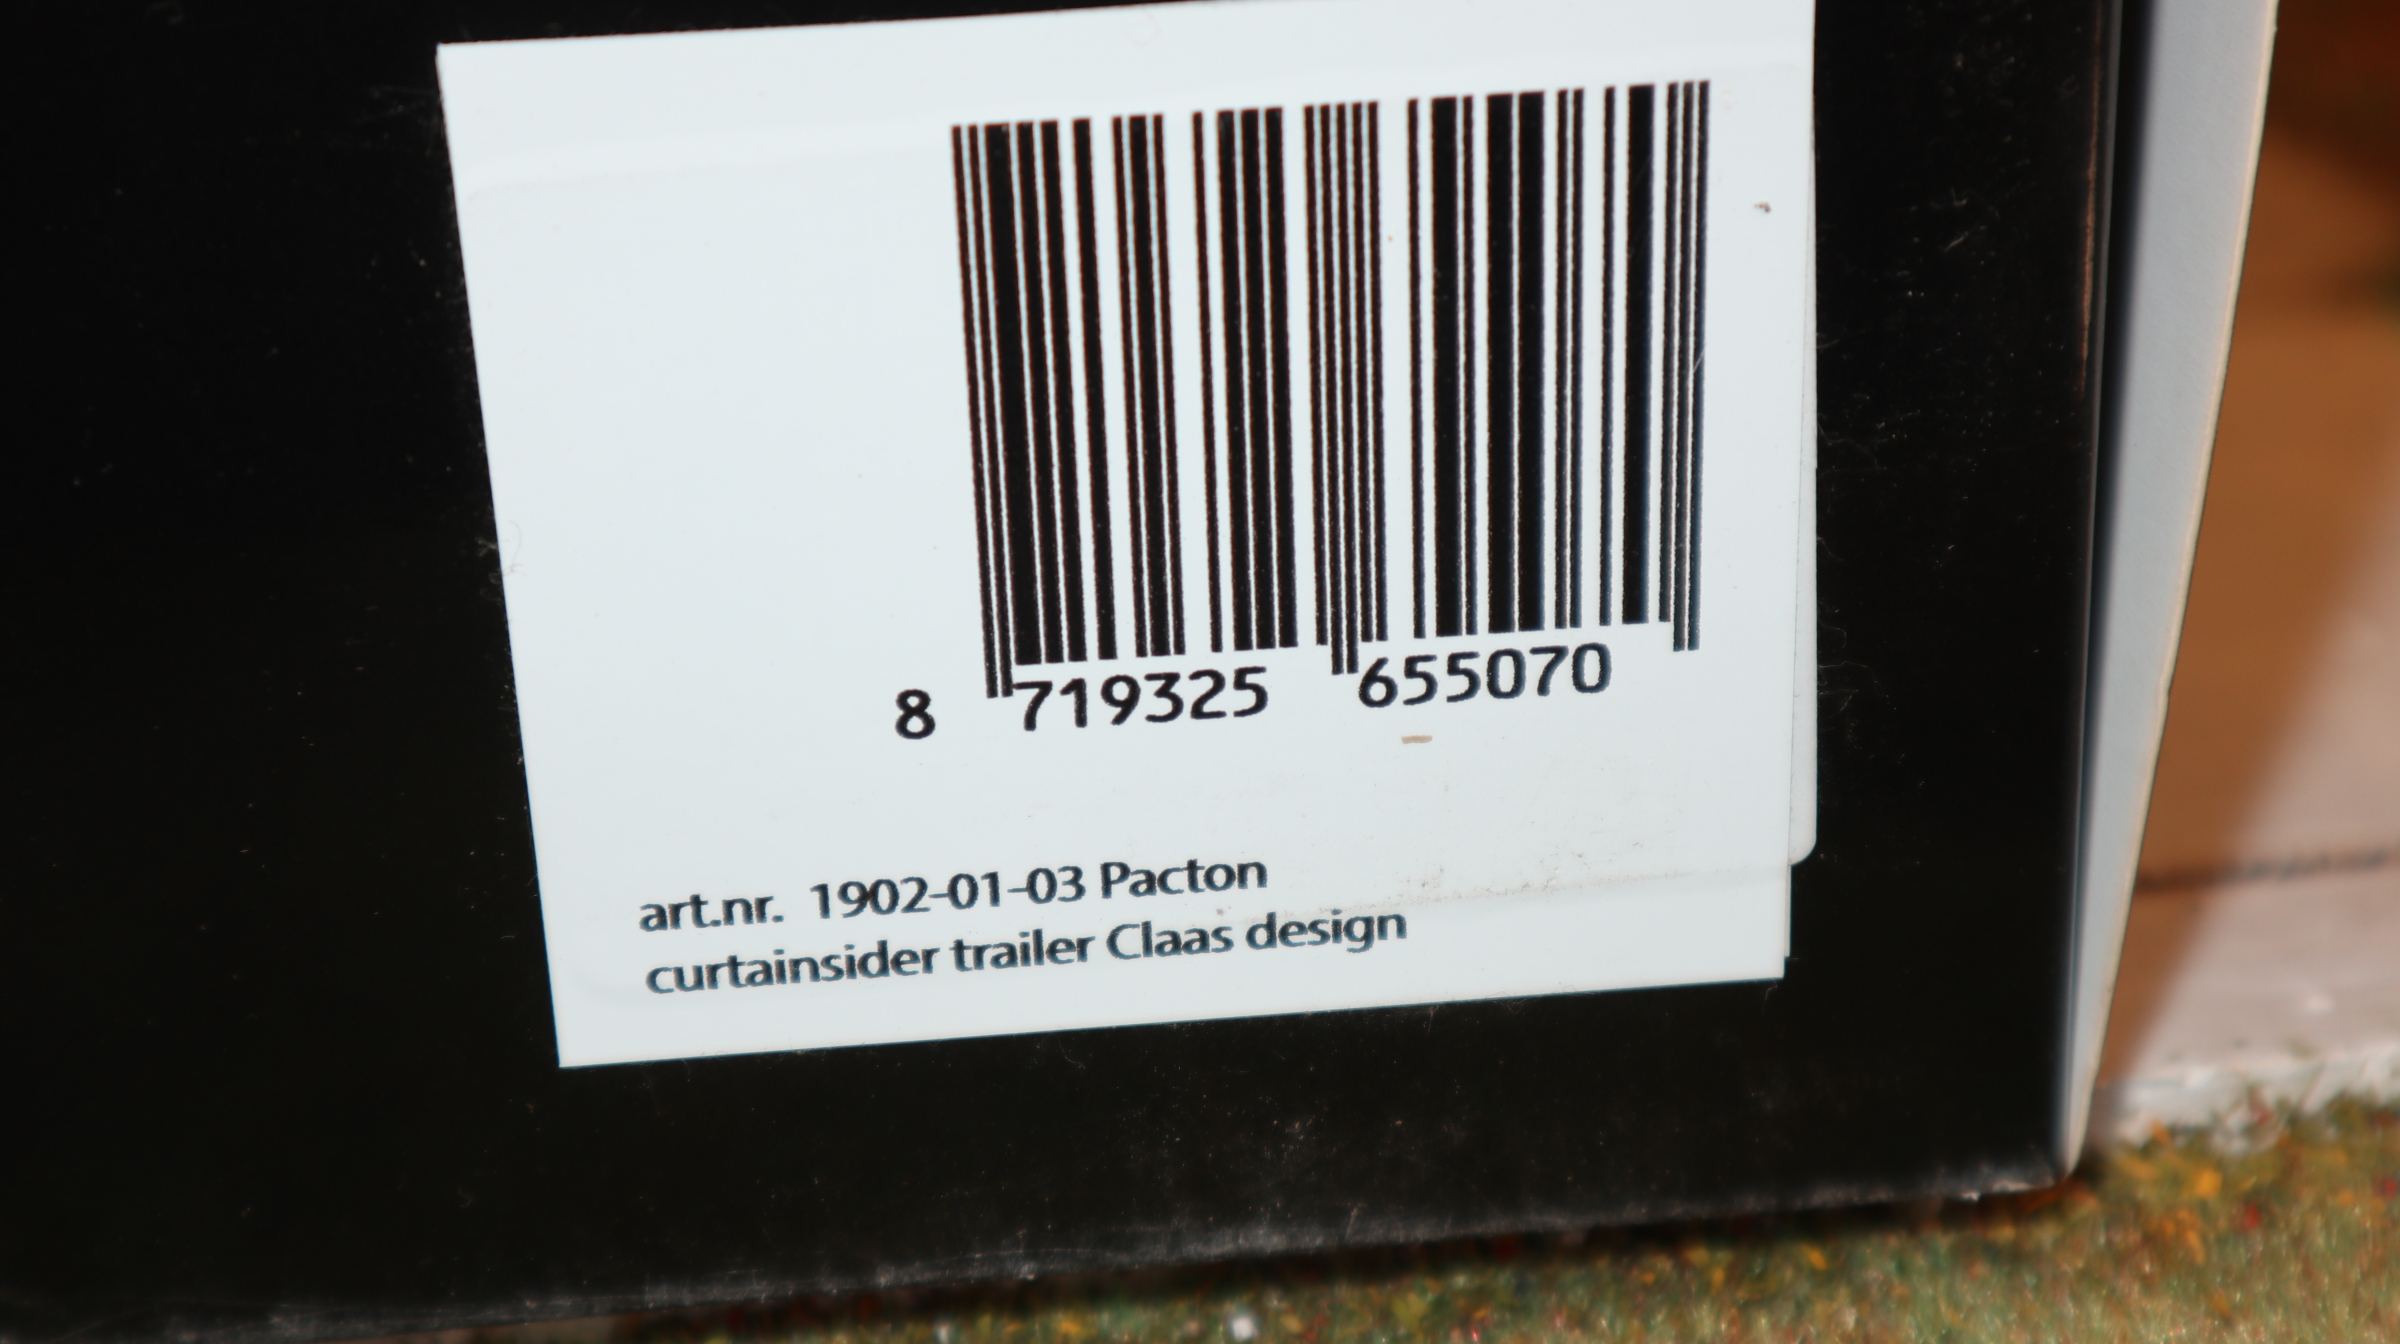 8 719325 655070
art.nr. 1902-01-03 Pacton
curtainsider trailer Claas design